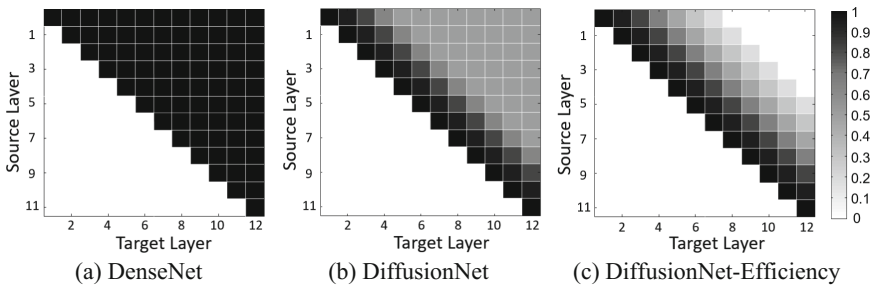 1
3
5
7
9
11
Source Layer
2 4 6 8 10 12
Target Layer
(a) DenseNet
1
3
5
7
9
11
Source Layer
2 4 6 8 10 12
Target Layer
(b) DiffusionNet
1
3
5
7
9
11
Source Layer
2 4 6 8 10 12
Target Layer
(c) DiffusionNet-Efficiency
1
0.9
0.8
0.7
0.6
0.5
0.4
0.3
0.2
0.1
0